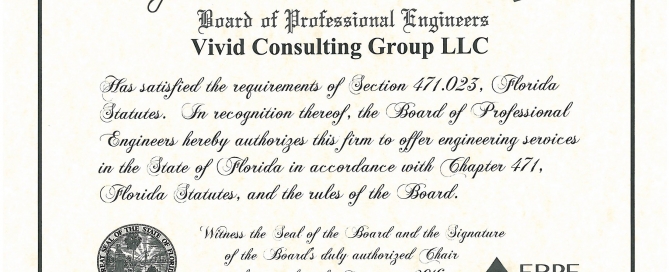 Board of Professional Engineers
Vivid Consulting Group LLC
Has satisfied the requirements of Section 471.023, Florida
Statutes. In recognition thereof, the Board of Professional
Engineers hereby authorizes this firm to offer engineering services
in the State of Florida in accordance with Chapter 471,
Florida Statutes, and the rules of the Board.
Witness the Seal of the Board and the Signature
of the Board's duly authorized Chair
FBPE
GREAT SEAL OF THE STATE OF FLORIDA